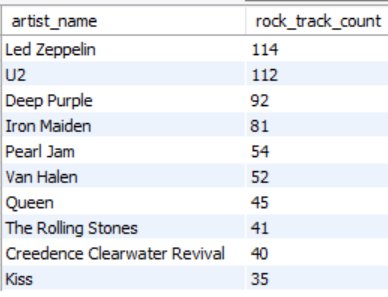 artist_name rock_track_count
Led Zeppelin 114
U2 112
Deep Purple 92
Iron Maiden 81
Pearl Jam 54
Van Halen 52
Queen 45
The Rolling Stones 41
Creedence Clearwater Revival 40
Kiss 35